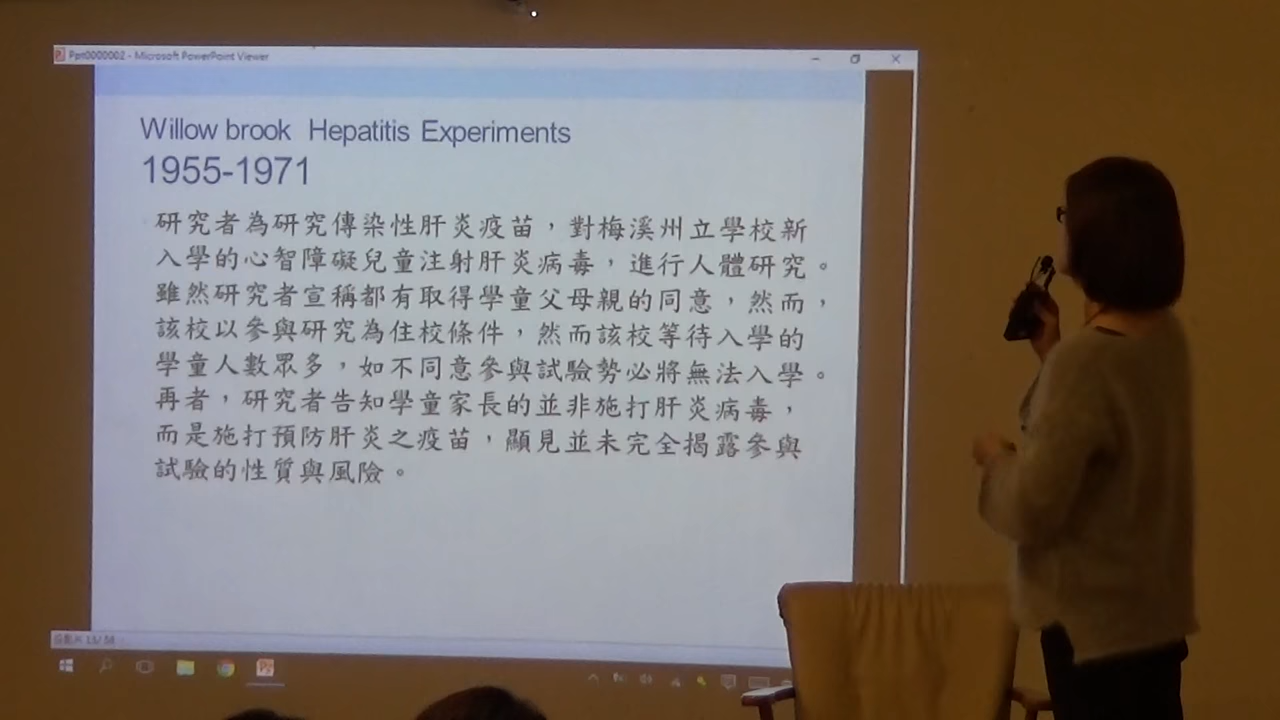 Ppt0000002 - Microsoft PowerPoint Viewer
Willowbrook Hepatitis Experiments
1955-1971
研究者為研究傳染性肝炎疫苗，對梅溪州立學校新
入學的心智障礙兒童注射肝炎病毒，進行人體研究。
雖然研究者宣稱都有取得學童父母親的同意，然而，
該校以參與研究為住校條件，然而該校等待入學的
學童人數眾多，如不同意參與試驗勢必將無法入學。
再者，研究者告知學童家長的並非施打肝炎病毒，
而是施打預防肝炎之疫苗，顯見並未完全揭露參與
試驗的性質與風險。